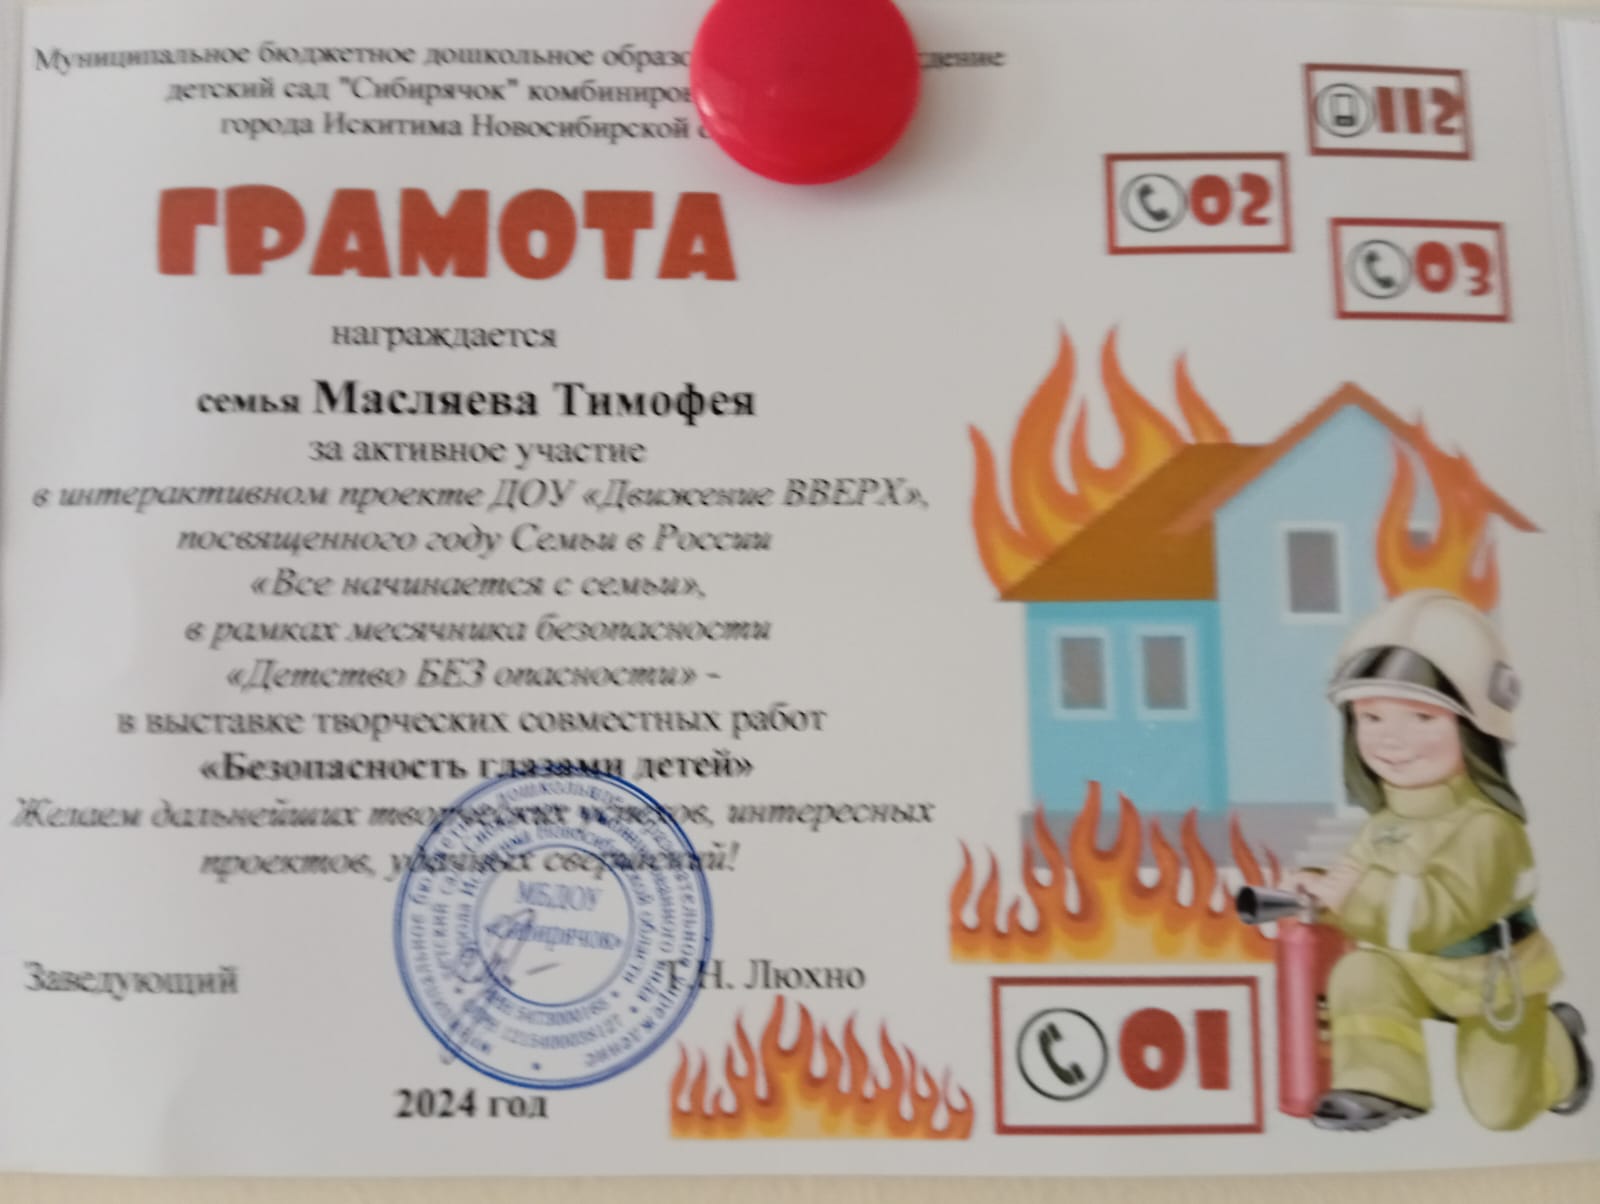 Муниципальное бюджетное дошкольное
детский сад "Сибирячок"
города Искитима Новосибирской
ГРАМОТА
награждается
семья Масляева Тимофея
за активное участие
в интерактивном проекте ДОУ «Движение ВВЕРХ»,
посвященного году Семьи в России
«Все начинается с семьи»,
в рамках месячника безопасности
«Детство БЕЗ опасности» -
в выставке творческих совместных работ
«Безопасность глазами детей»
Желаем дальнейших творческих успехов, интересных
проектов, удачных свершений!
Заведующий
Т.Н. Люхно
2024 год
МБДОУ
«Сибирячок»
112
02
03
01